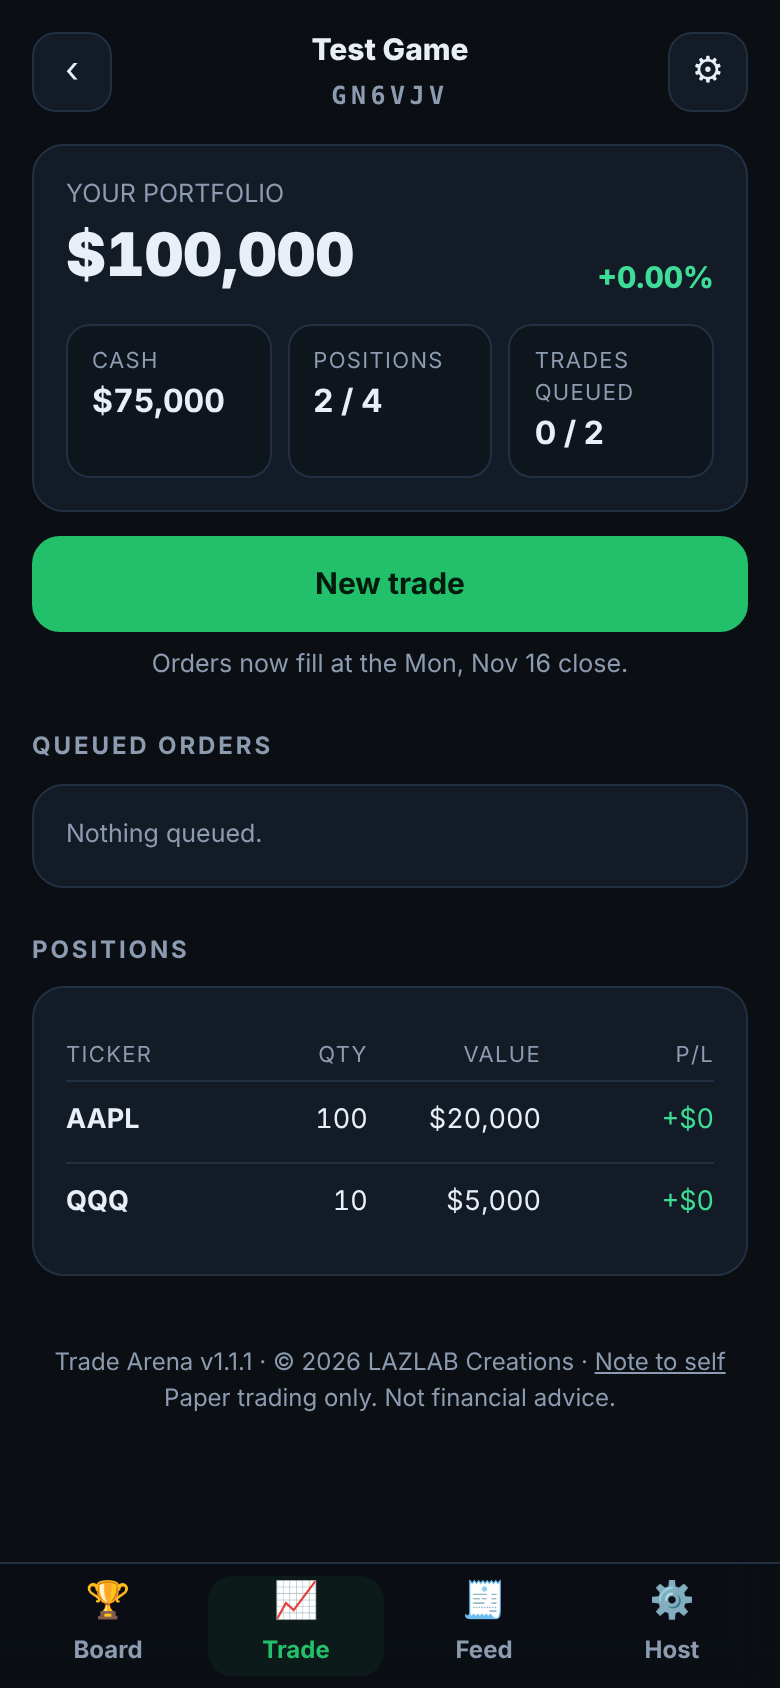 ‹
Test Game
GN6VJV
YOUR PORTFOLIO
$100,000
+0.00%
CASH
$75,000
POSITIONS
2 / 4
TRADES
QUEUED
0 / 2
New trade
Orders now fill at the Mon, Nov 16 close.
QUEUED ORDERS
Nothing queued.
POSITIONS
TICKER QTY VALUE P/L
AAPL 100 $20,000 +$0
QQQ 10 $5,000 +$0
Trade Arena v1.1.1 · © 2026 LAZLAB Creations · Note to self
Paper trading only. Not financial advice.
Board Trade Feed Host